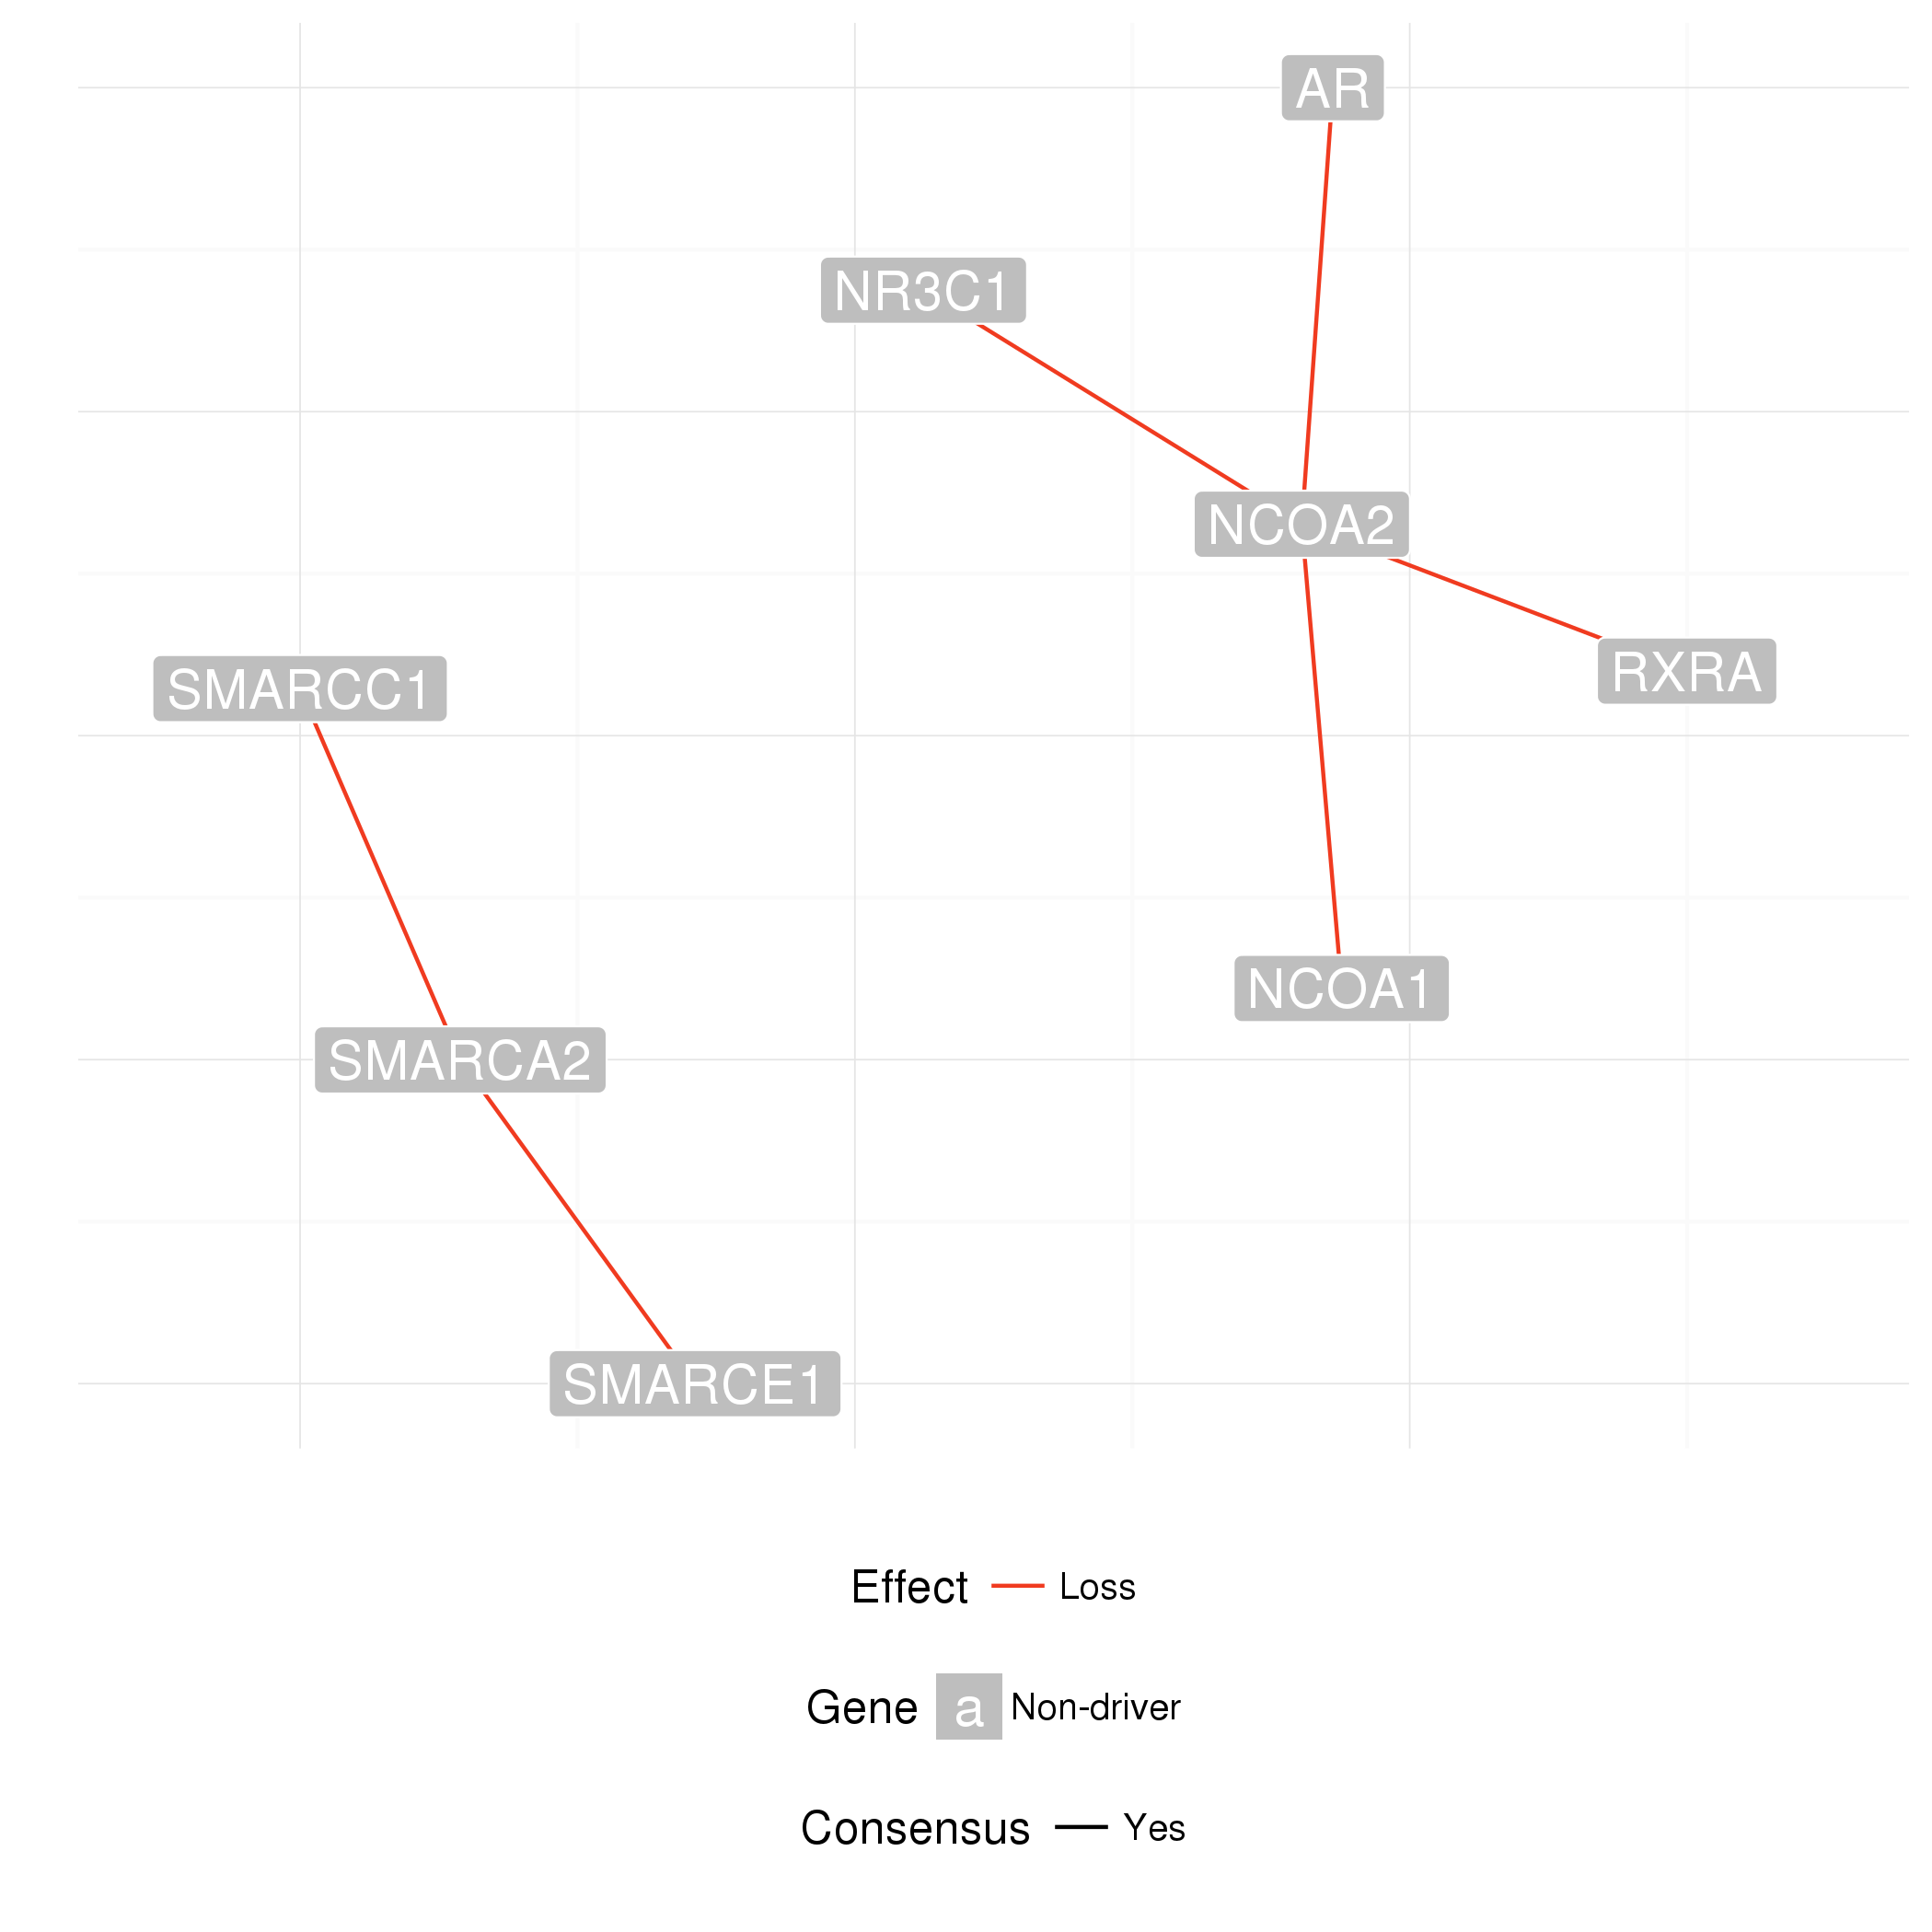 AR
NR3C1
NCOA2
RXRA
SMARCC1
NCOA1
SMARCA2
SMARCE1
Effect Loss
Gene a Non-driver
Consensus Yes